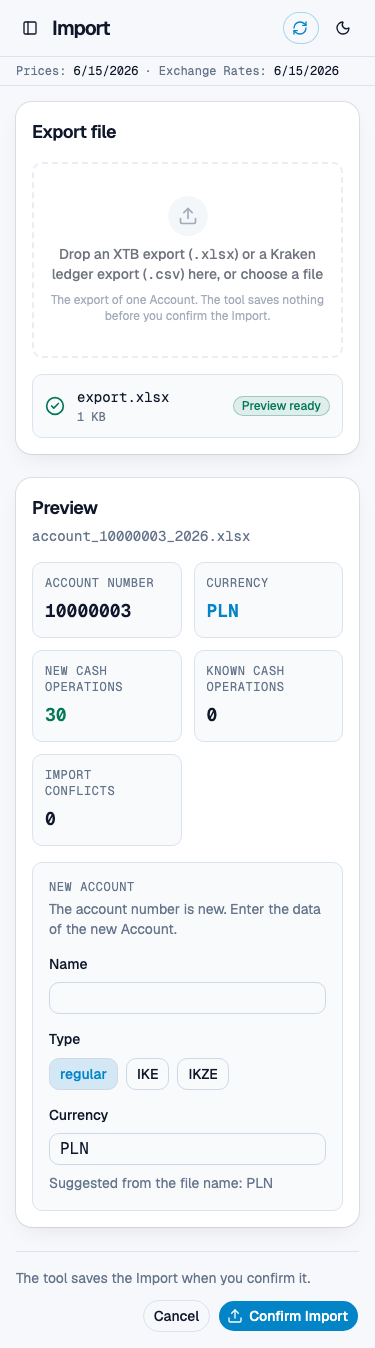 Import
Prices: 6/15/2026 · Exchange Rates: 6/15/2026
Export file
Drop an XTB export (.xlsx) or a Kraken
ledger export (.csv) here, or choose a file
The export of one Account. The tool saves nothing
before you confirm the Import.
export.xlsx
1 KB
Preview ready
Preview
account_10000003_2026.xlsx
ACCOUNT NUMBER
10000003
CURRENCY
PLN
NEW CASH
OPERATIONS
30
KNOWN CASH
OPERATIONS
0
IMPORT
CONFLICTS
0
NEW ACCOUNT
The account number is new. Enter the data
of the new Account.
Name
Type
regular IKE IKZE
Currency
PLN
Suggested from the file name: PLN
The tool saves the Import when you confirm it.
Cancel Confirm Import